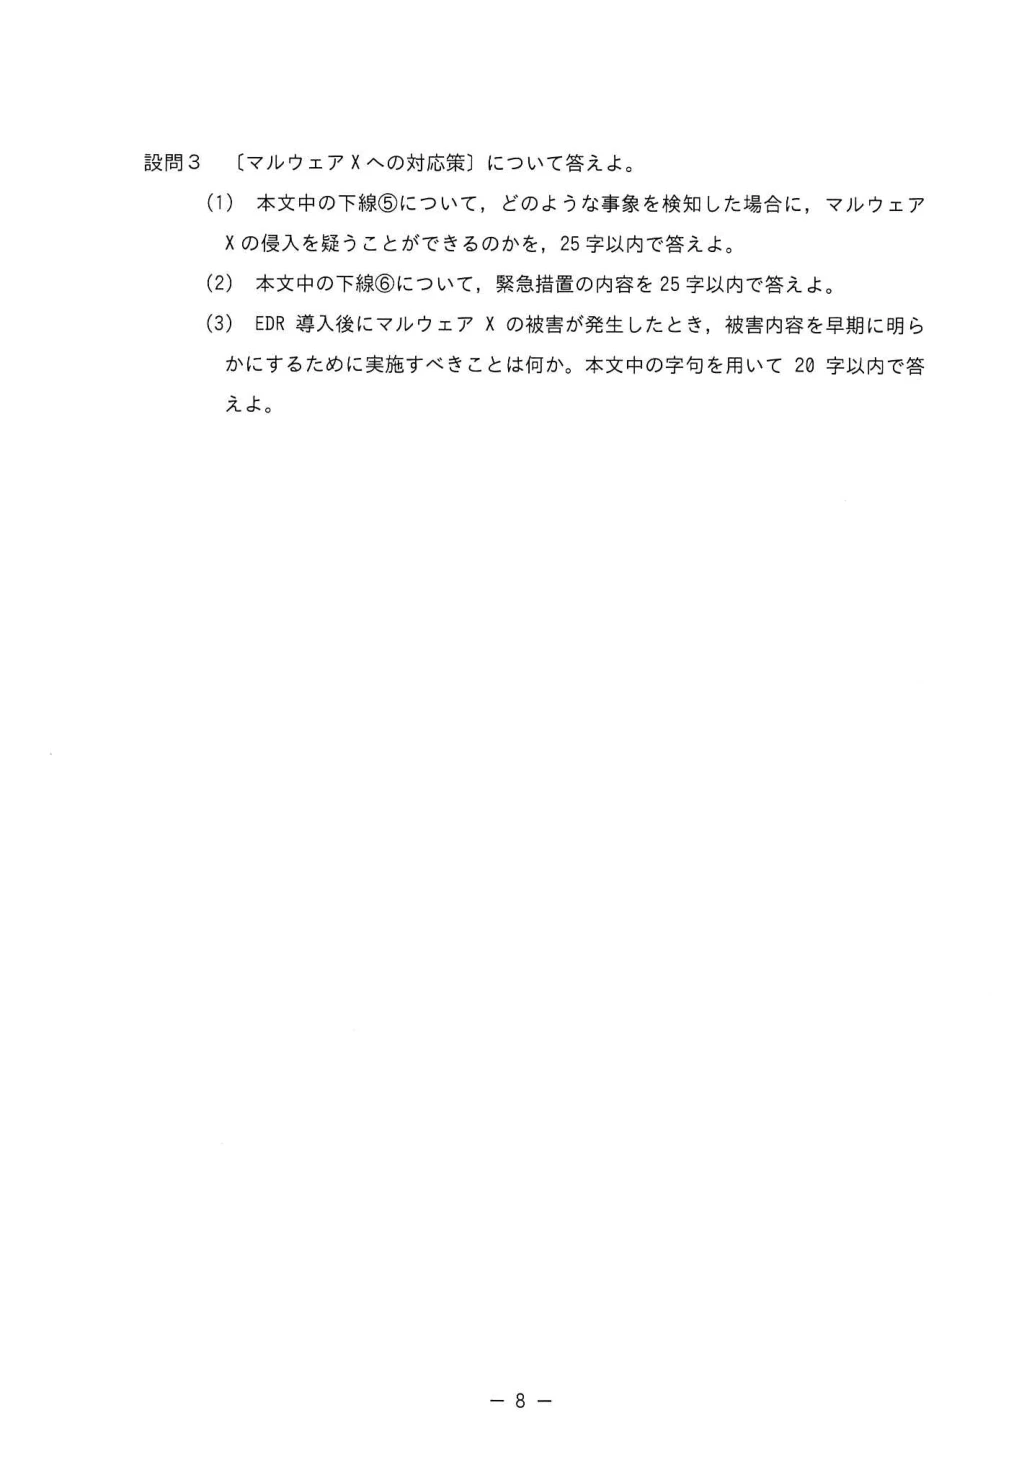 設問3 〔マルウェア X への対応策〕について答えよ。
(1) 本文中の下線⑤について，どのような事象を検知した場合に，マルウェア
X の侵入を疑うことができるのかを，25 字以内で答えよ。
(2) 本文中の下線⑥について，緊急措置の内容を 25 字以内で答えよ。
(3) EDR 導入後にマルウェア X の被害が発生したとき，被害内容を早期に明ら
かにするために実施すべきことは何か。本文中の字句を用いて 20 字以内で答
えよ。
― 8 ―